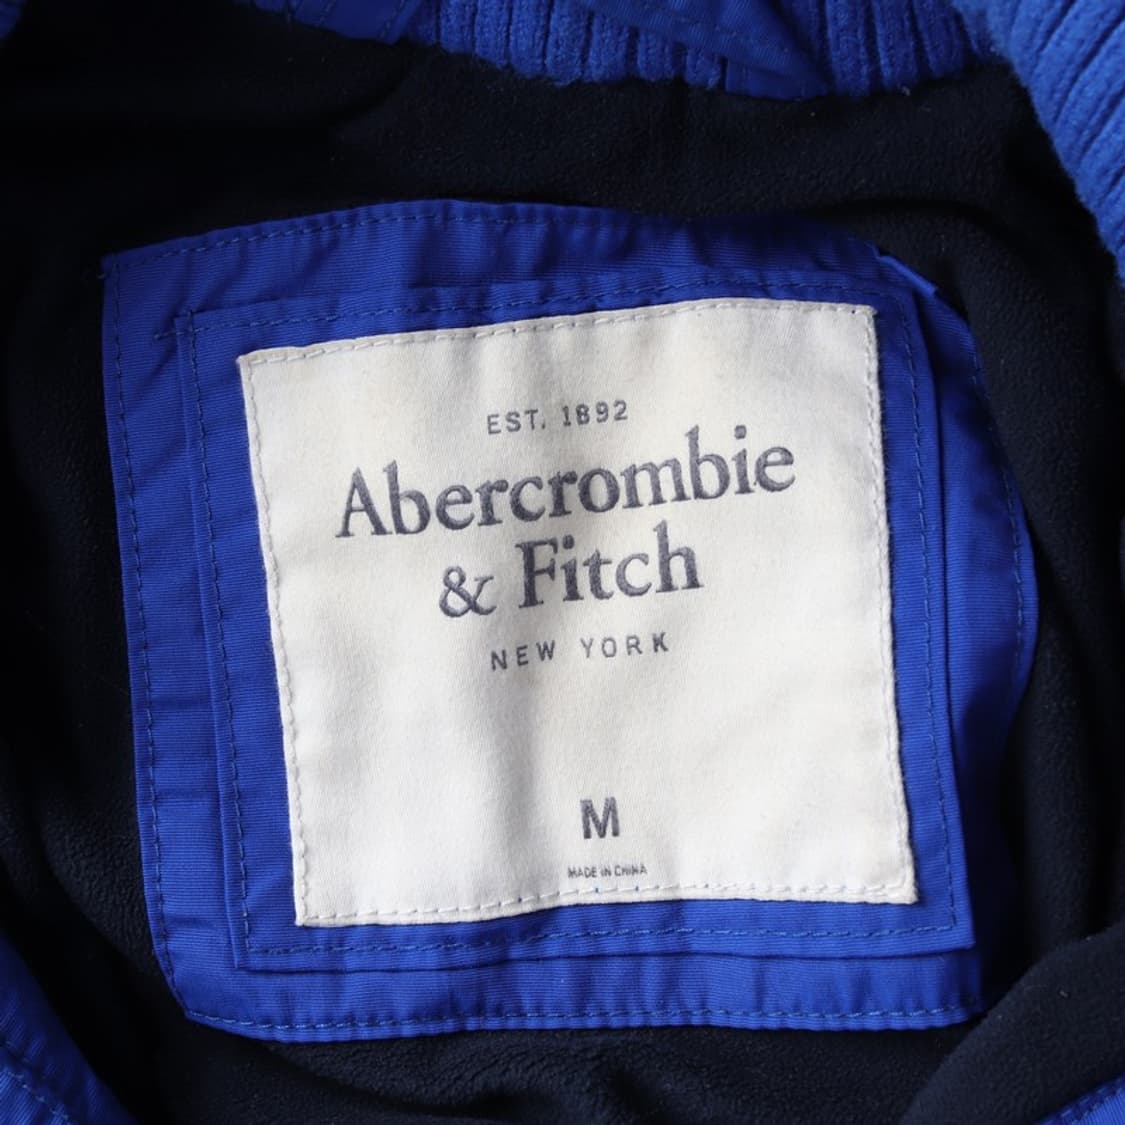 EST. 1892
Abercrombie
& Fitch
NEW YORK
M
MADE IN CHINA